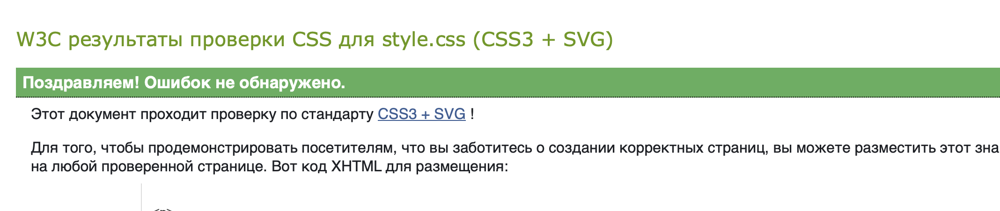 W3C результаты проверки CSS для style.css (CSS3 + SVG)
Поздравляем! Ошибок не обнаружено.
Этот документ проходит проверку по стандарту CSS3 + SVG !
Для того, чтобы продемонстрировать посетителям, что вы заботитесь о создании корректных страниц, вы можете разместить этот
на любой проверенной странице. Вот код XHTML для размещения: